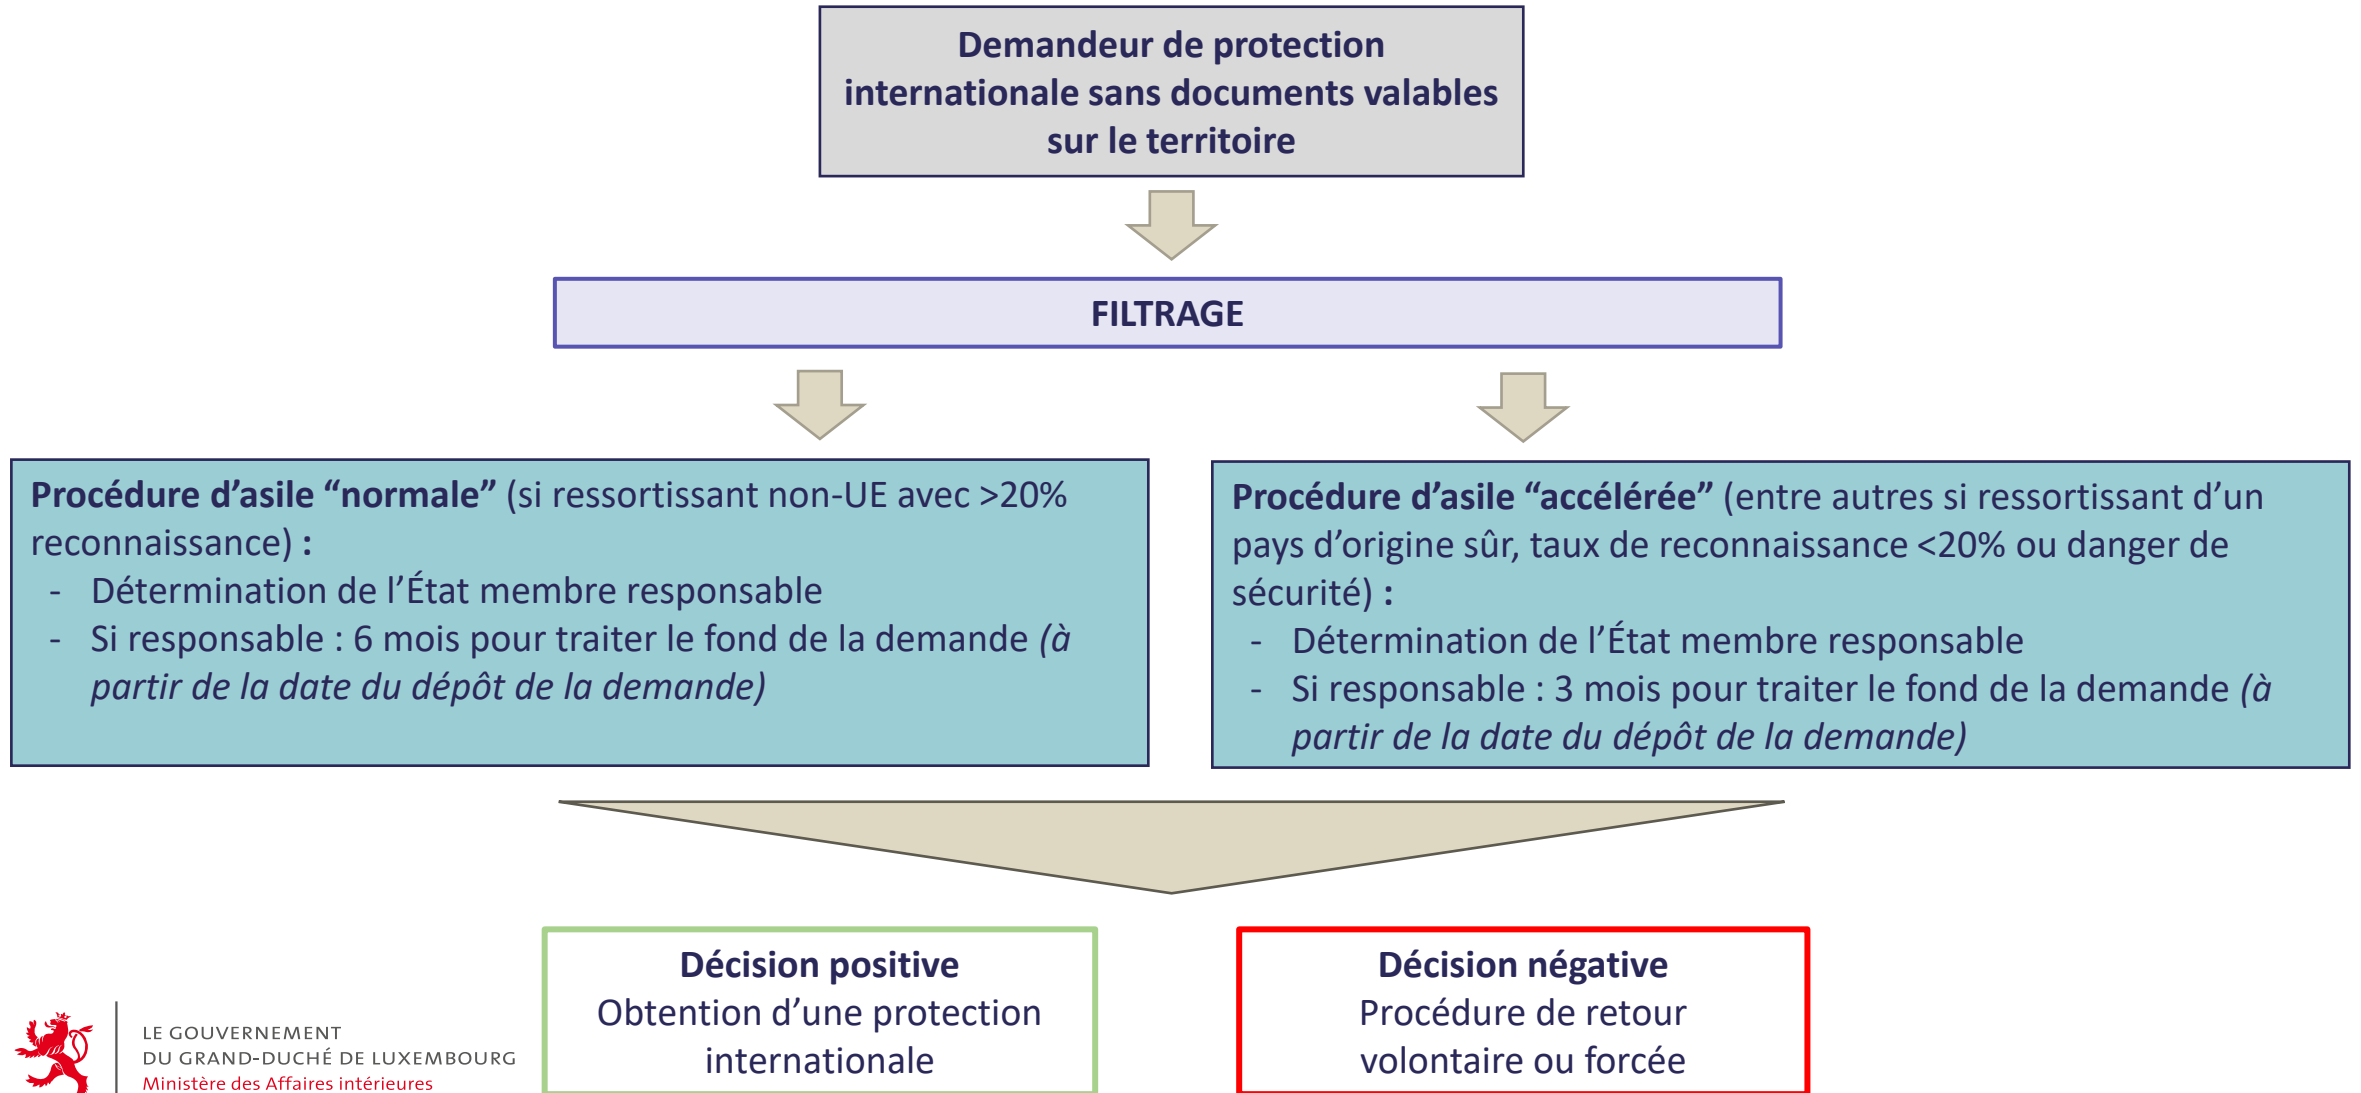 Demandeur de protection
internationale sans documents valables
sur le territoire
FILTRAGE
Procédure d'asile “normale” (si ressortissant non-UE avec >20%
reconnaissance) :
- Détermination de l’État membre responsable
- Si responsable : 6 mois pour traiter le fond de la demande (à
partir de la date du dépôt de la demande)
Procédure d'asile “accélérée” (entre autres si ressortissant d’un
pays d’origine sûr, taux de reconnaissance <20% ou danger de
sécurité) :
- Détermination de l’État membre responsable
- Si responsable : 3 mois pour traiter le fond de la demande (à
partir de la date du dépôt de la demande)
Décision positive
Obtention d’une protection
internationale
Décision négative
Procédure de retour
volontaire ou forcée
LE GOUVERNEMENT
DU GRAND-DUCHÉ DE LUXEMBOURG
Ministère des Affaires intérieures